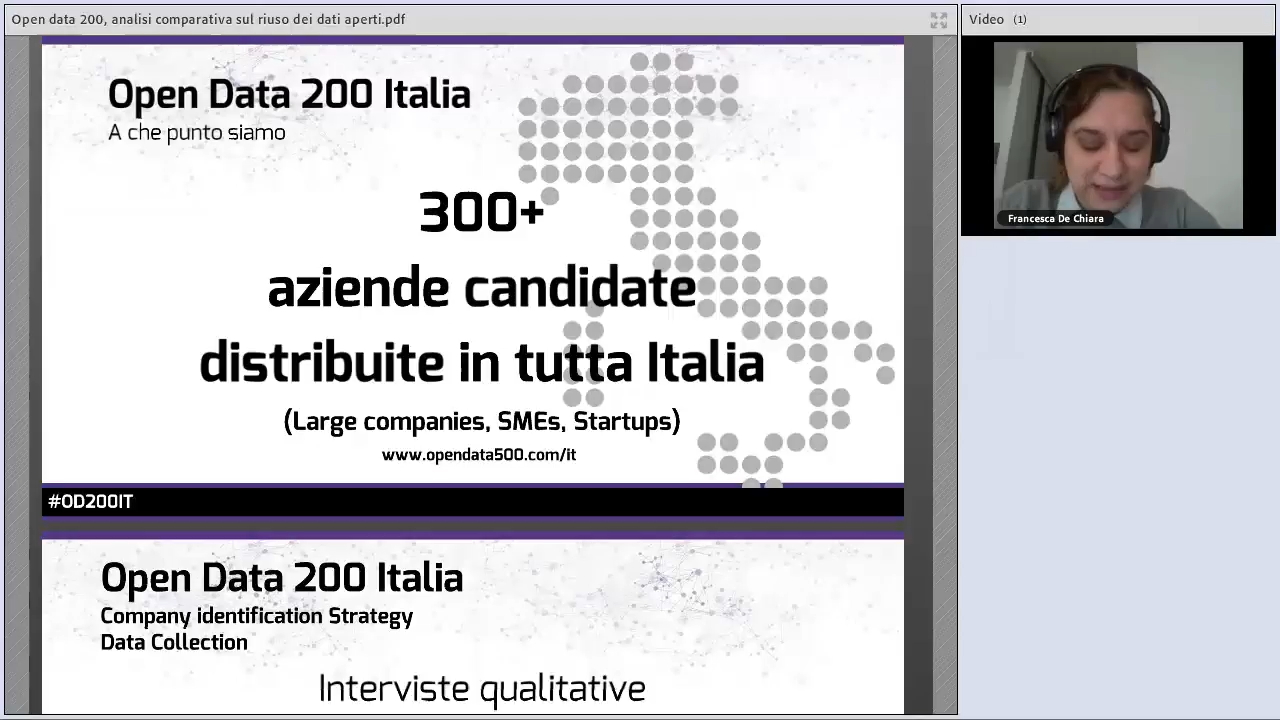 Open data 200, analisi comparativa sul riuso dei dati aperti.pdf
Open Data 200 Italia
A che punto siamo
300+
aziende candidate
distribuite in tutta Italia
(Large companies, SMEs, Startups)
www.opendata500.com/it
#OD200IT
Open Data 200 Italia
Company identification Strategy
Data Collection
Interviste qualitative
Video (1)
Francesca De Chiara